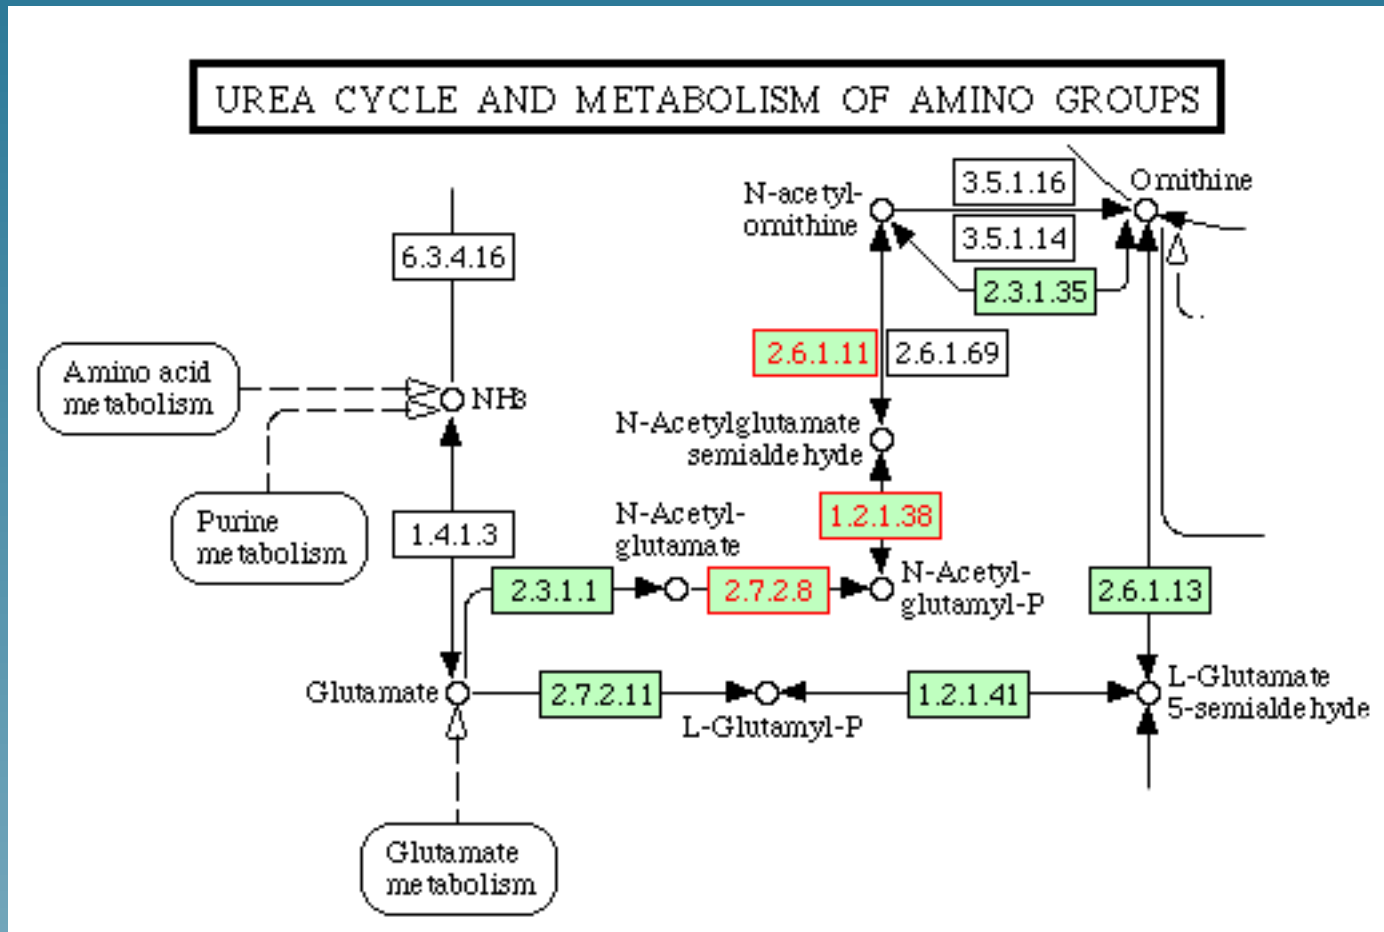 UREA CYCLE AND METABOLISM OF AMINO GROUPS
N-acetyl-
ornithine
3.5.1.16
3.5.1.14
Ornithine
6.3.4.16
2.3.1.35
2.6.1.11
2.6.1.69
Amino acid
metabolism
NH3
N-Acetylglutamate
semialdehyde
Purine
metabolism
1.4.1.3
N-Acetyl-
glutamate
1.2.1.38
2.3.1.1
2.7.2.8
N-Acetyl-
glutamyl-P
2.6.1.13
Glutamate
2.7.2.11
L-Glutamyl-P
1.2.1.41
L-Glutamate
5-semialdehyde
Glutamate
metabolism